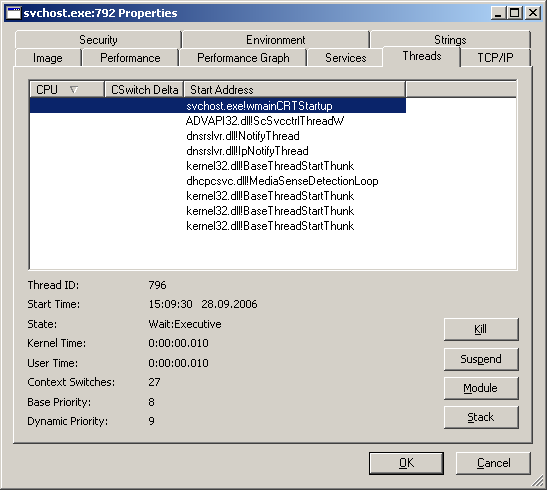 svchost.exe:792 Properties
Security Environment Strings
Image Performance Performance Graph Services Threads TCP/IP
CPU CSwitch Delta Start Address
svchost.exe!wmainCRTStartup
ADVAPI32.dll!ScSvcctrlThreadW
dnsrslvr.dll!NotifyThread
dnsrslvr.dll!IpNotifyThread
kernel32.dll!BaseThreadStartThunk
dhcpcsvc.dll!MediaSenseDetectionLoop
kernel32.dll!BaseThreadStartThunk
kernel32.dll!BaseThreadStartThunk
kernel32.dll!BaseThreadStartThunk
Thread ID: 796
Start Time: 15:09:30 28.09.2006
State: Wait:Executive
Kernel Time: 0:00:00.010
User Time: 0:00:00.010
Context Switches: 27
Base Priority: 8
Dynamic Priority: 9
Kill
Suspend
Module
Stack
OK Cancel